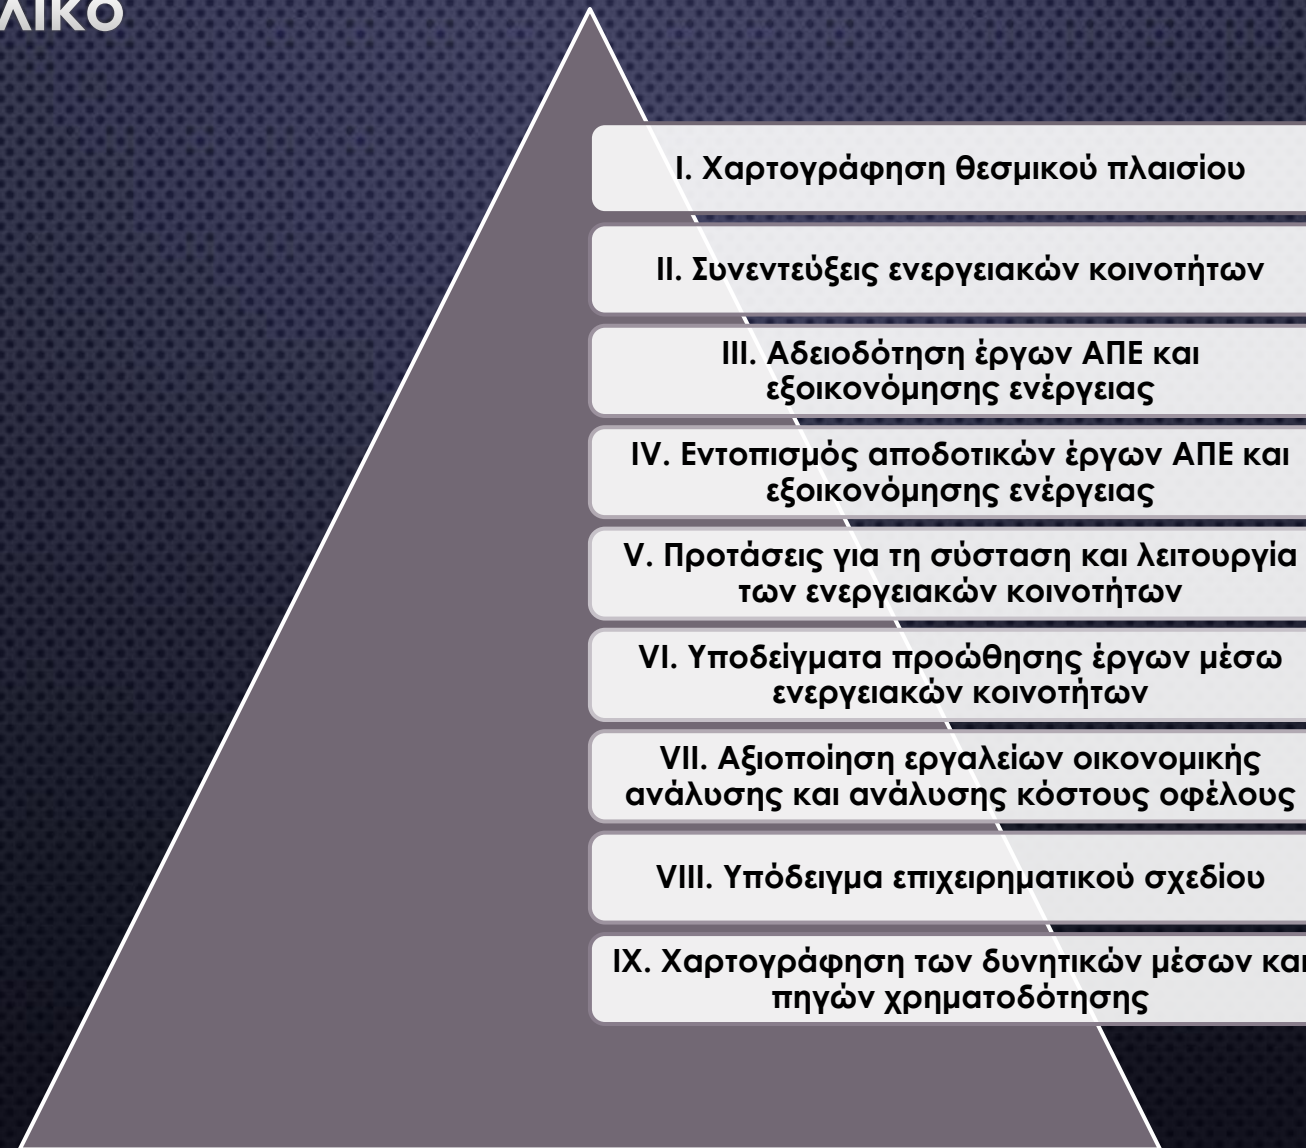 Ι. Χαρτογράφηση θεσμικού πλαισίου
ΙΙ. Συνεντεύξεις ενεργειακών κοινοτήτων
ΙΙΙ. Αδειοδότηση έργων ΑΠΕ και
εξοικονόμησης ενέργειας
IV. Εντοπισμός αποδοτικών έργων ΑΠΕ και
εξοικονόμησης ενέργειας
V. Προτάσεις για τη σύσταση και λειτουργία
των ενεργειακών κοινοτήτων
VI. Υποδείγματα προώθησης έργων μέσω
ενεργειακών κοινοτήτων
VII. Αξιοποίηση εργαλείων οικονομικής
ανάλυσης και ανάλυσης κόστους οφέλους
VIII. Υπόδειγμα επιχειρηματικού σχεδίου
IX. Χαρτογράφηση των δυνητικών μέσων και
πηγών χρηματοδότησης